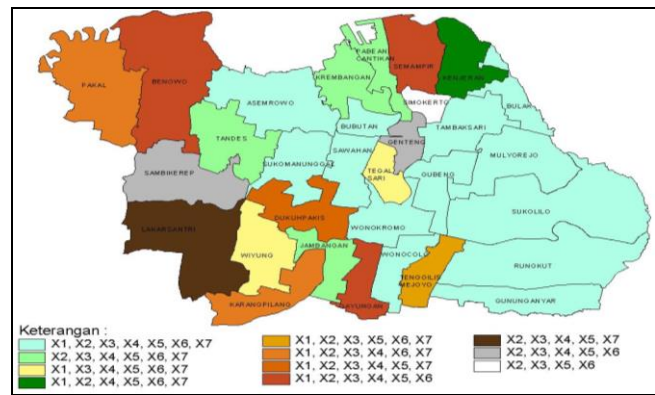 PABEAN
CANTIKAN
KREMBANGAN
SEMAMPIR
KENJERAN
PAKAL
BENOWO
ASEMROWO
SIMOKERTO
BULAK
BUBUTAN
TAMBAKSARI
TANDES
GENTENG
SUKOMANUNGGAL
SAWAHAN
MULYOREJO
SAMBIKEREP
TEGAL
SARI
GUBENG
SUKOLILO
DUKUHPAKIS
WONOKROMO
LAKARSANTRI
WIYUNG
JAMBANGAN
WONOCOLO
RUNGKUT
TENGGILIS
MEJOYO
KARANGPILANG
GAYUNGAN
GUNUNGANYAR
Keterangan :
X1, X2, X3, X4, X5, X6, X7
X2, X3, X4, X5, X6, X7
X1, X3, X4, X5, X6, X7
X1, X2, X4, X5, X6, X7
X1, X2, X3, X5, X6, X7
X1, X2, X3, X4, X6, X7
X1, X2, X3, X4, X5, X7
X1, X2, X3, X4, X5, X6
X2, X3, X4, X5, X7
X2, X3, X4, X5, X6
X2, X3, X5, X6